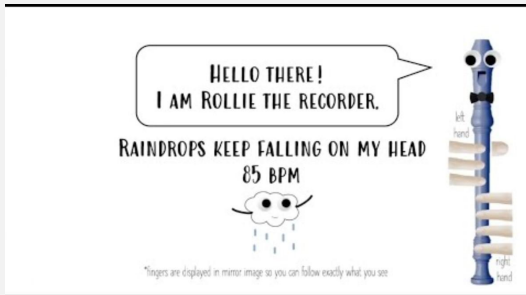 HELLO THERE!
I AM ROLLIE THE RECORDER.
left
hand
RAINDROPS KEEP FALLING ON MY HEAD
85 BPM
*fingers are displayed in mirror image so you can follow exactly what you see
right
hand